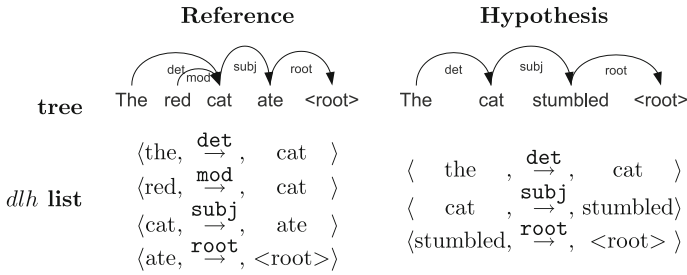 Reference Hypothesis
det mod subj root det subj root
tree The red cat ate <root> The cat stumbled <root>
⟨the, det→, cat⟩
⟨red, mod→, cat⟩
⟨cat, subj→, ate⟩
⟨ate, root→, <root>⟩
dlh list
⟨the, det→, cat⟩
⟨cat, subj→, stumbled⟩
⟨stumbled, root→, <root>⟩